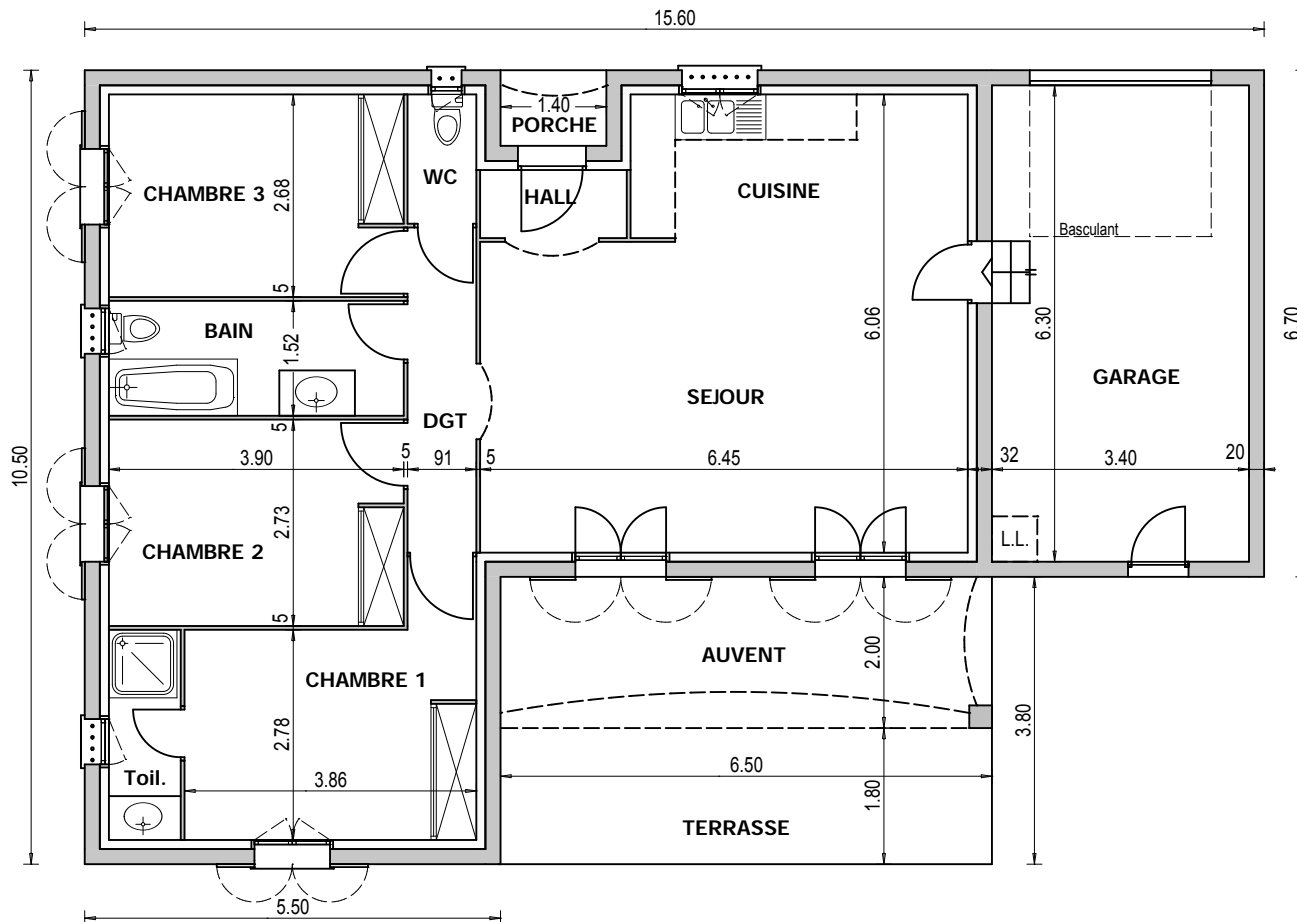 15.60
1.40
PORCHE
WC
HALL
CUISINE
CHAMBRE 3
2.68
5
Basculant
6.30
6.70
6.06
BAIN
1.52
5
GARAGE
SEJOUR
DGT
10.50
3.90
5
91
5
6.45
32
3.40
20
CHAMBRE 2
2.73
5
L.L.
CHAMBRE 1
AUVENT
2.00
3.80
2.78
Toil.
3.86
6.50
1.80
TERRASSE
5.50